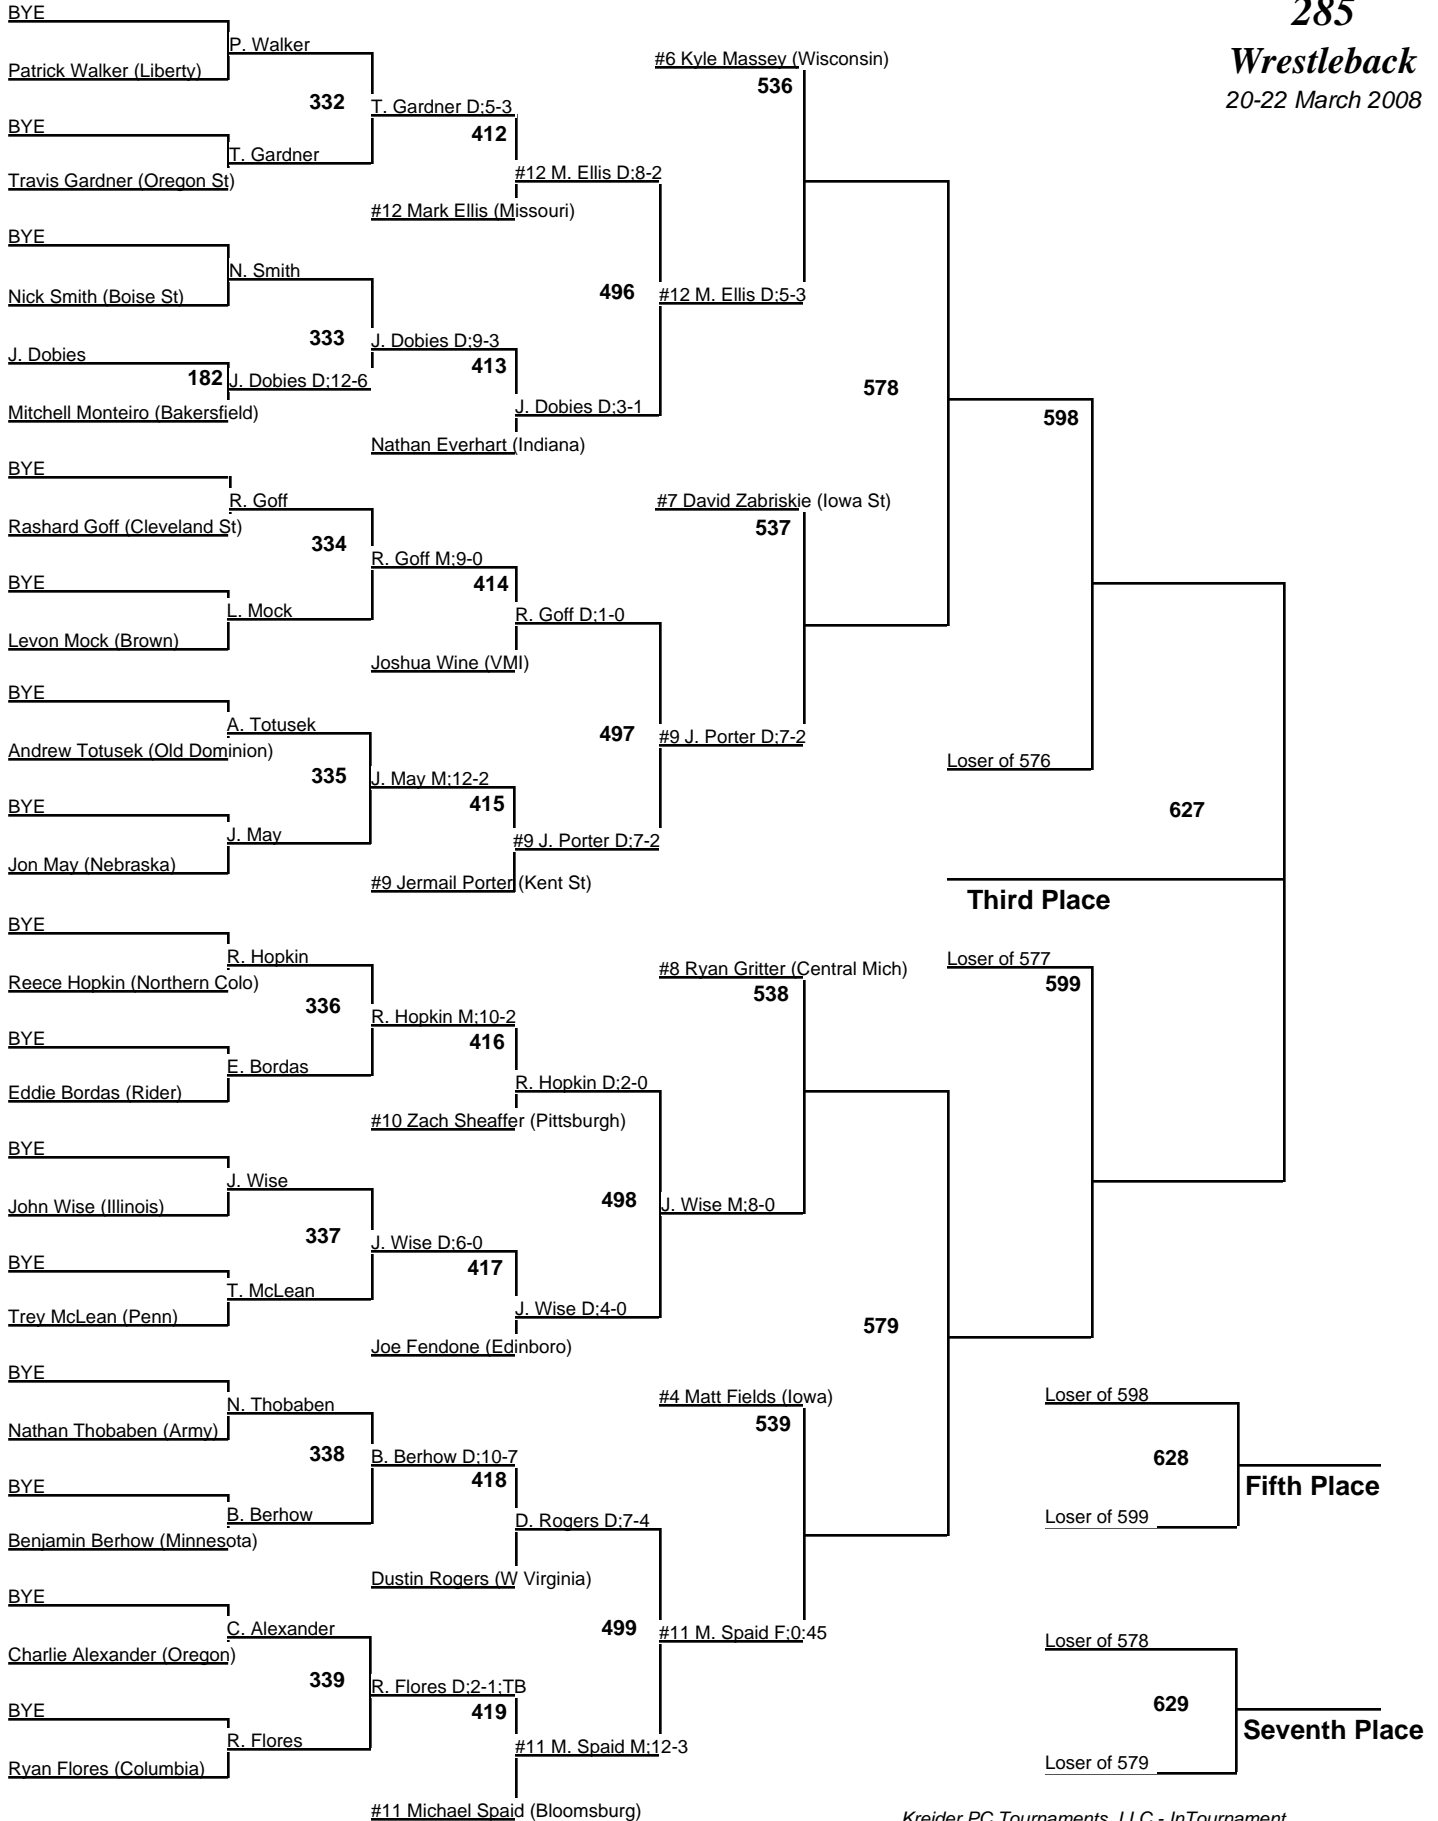 BYE
285
P. Walker
#6 Kyle Massey (Wisconsin)
Wrestleback
Patrick Walker (Liberty)
536
20-22 March 2008
332
T. Gardner D;5-3
BYE
412
T. Gardner
#12 M. Ellis D;8-2
Travis Gardner (Oregon St)
#12 Mark Ellis (Missouri)
BYE
N. Smith
Nick Smith (Boise St)
496
#12 M. Ellis D;5-3
333
J. Dobies D;9-3
J. Dobies
413
182
J. Dobies D;12-6
578
Mitchell Monteiro (Bakersfield)
J. Dobies D;3-1
598
Nathan Everhart (Indiana)
BYE
R. Goff
#7 David Zabriskie (Iowa St)
Rashard Goff (Cleveland St)
537
334
R. Goff M;9-0
BYE
414
L. Mock
R. Goff D;1-0
Levon Mock (Brown)
Joshua Wine (VMI)
BYE
A. Totusek
497
#9 J. Porter D;7-2
Andrew Totusek (Old Dominion)
Loser of 576
335
J. May M;12-2
BYE
415
627
J. May
#9 J. Porter D;7-2
Jon May (Nebraska)
#9 Jermail Porter (Kent St)
Third Place
BYE
R. Hopkin
Loser of 577
Reece Hopkin (Northern Colo)
#8 Ryan Gritter (Central Mich)
599
336
538
R. Hopkin M;10-2
BYE
416
E. Bordas
R. Hopkin D;2-0
Eddie Bordas (Rider)
#10 Zach Sheaffer (Pittsburgh)
BYE
J. Wise
498
J. Wise M;8-0
John Wise (Illinois)
337
J. Wise D;6-0
BYE
417
T. McLean
J. Wise D;4-0
Trey McLean (Penn)
579
Joe Fendone (Edinboro)
BYE
N. Thobaben
#4 Matt Fields (Iowa)
Loser of 598
Nathan Thobaben (Army)
539
338
B. Berhow D;10-7
628
BYE
418
Fifth Place
B. Berhow
D. Rogers D;7-4
Loser of 599
Benjamin Berhow (Minnesota)
Dustin Rogers (W Virginia)
BYE
C. Alexander
499
#11 M. Spaid F;0:45
Loser of 578
Charlie Alexander (Oregon)
339
R. Flores D;2-1;TB
629
BYE
419
Seventh Place
R. Flores
#11 M. Spaid M;12-3
Ryan Flores (Columbia)
Loser of 579
#11 Michael Spaid (Bloomsburg)
Kreider PC Tournaments, LLC - InTournament